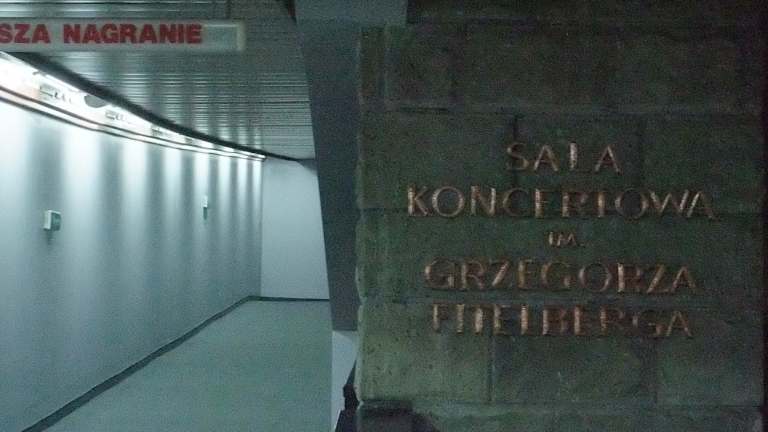 SZA NAGRANIE
SALA
KONCERTOWA
IM.
GRZEGORZA
FITELBERGA